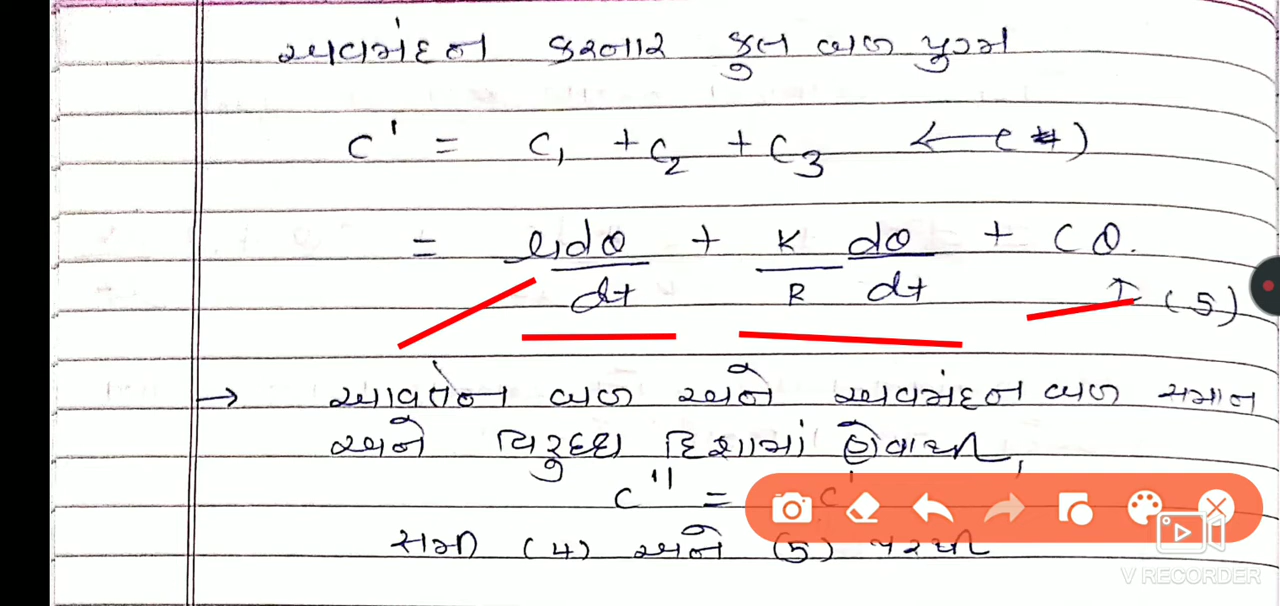 અવમંદન કરનાર કુલ બળ યુગ્મ
C' = C₁ + C₂ + C₃ ←
= dθ/dt + K/R dθ/dt + Cθ.
↑ (5)
→ આવર્તન બળ અને અવમંદન બળ સમાન
અને વિરુદ્ધ દિશામાં હોવાથી,
C'' = C'
સમી (4) અને (5) પરથી
V RECORDER